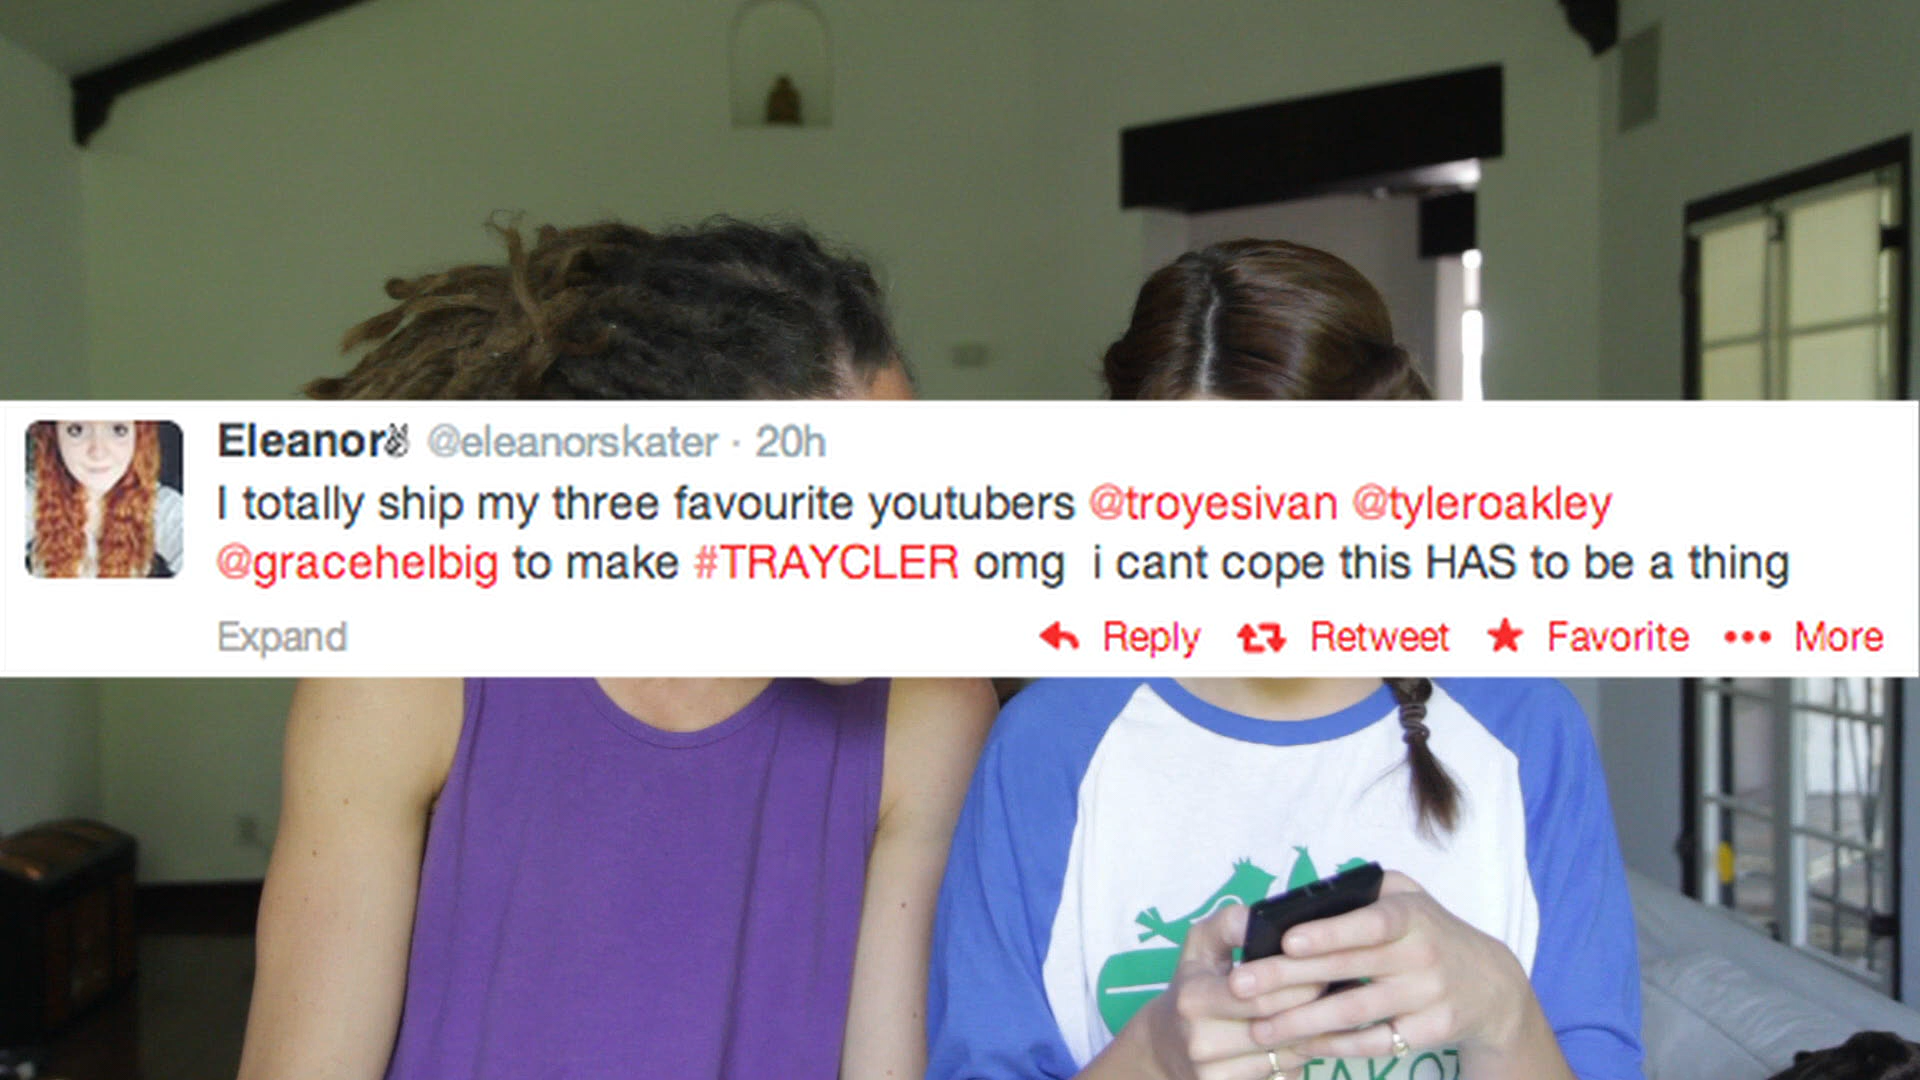 Eleanor✌ @eleanorskater · 20h
I totally ship my three favourite youtubers @troyesivan @tyleroakley
@gracehelbig to make #TRAYCLER omg i cant cope this HAS to be a thing
Expand Reply Retweet Favorite More